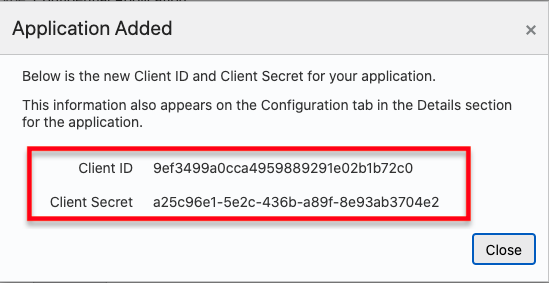 Application Added ×
Below is the new Client ID and Client Secret for your application.
This information also appears on the Configuration tab in the Details section
for the application.
Client ID 9ef3499a0cca4959889291e02b1b72c0
Client Secret a25c96e1-5e2c-436b-a89f-8e93ab3704e2
Close